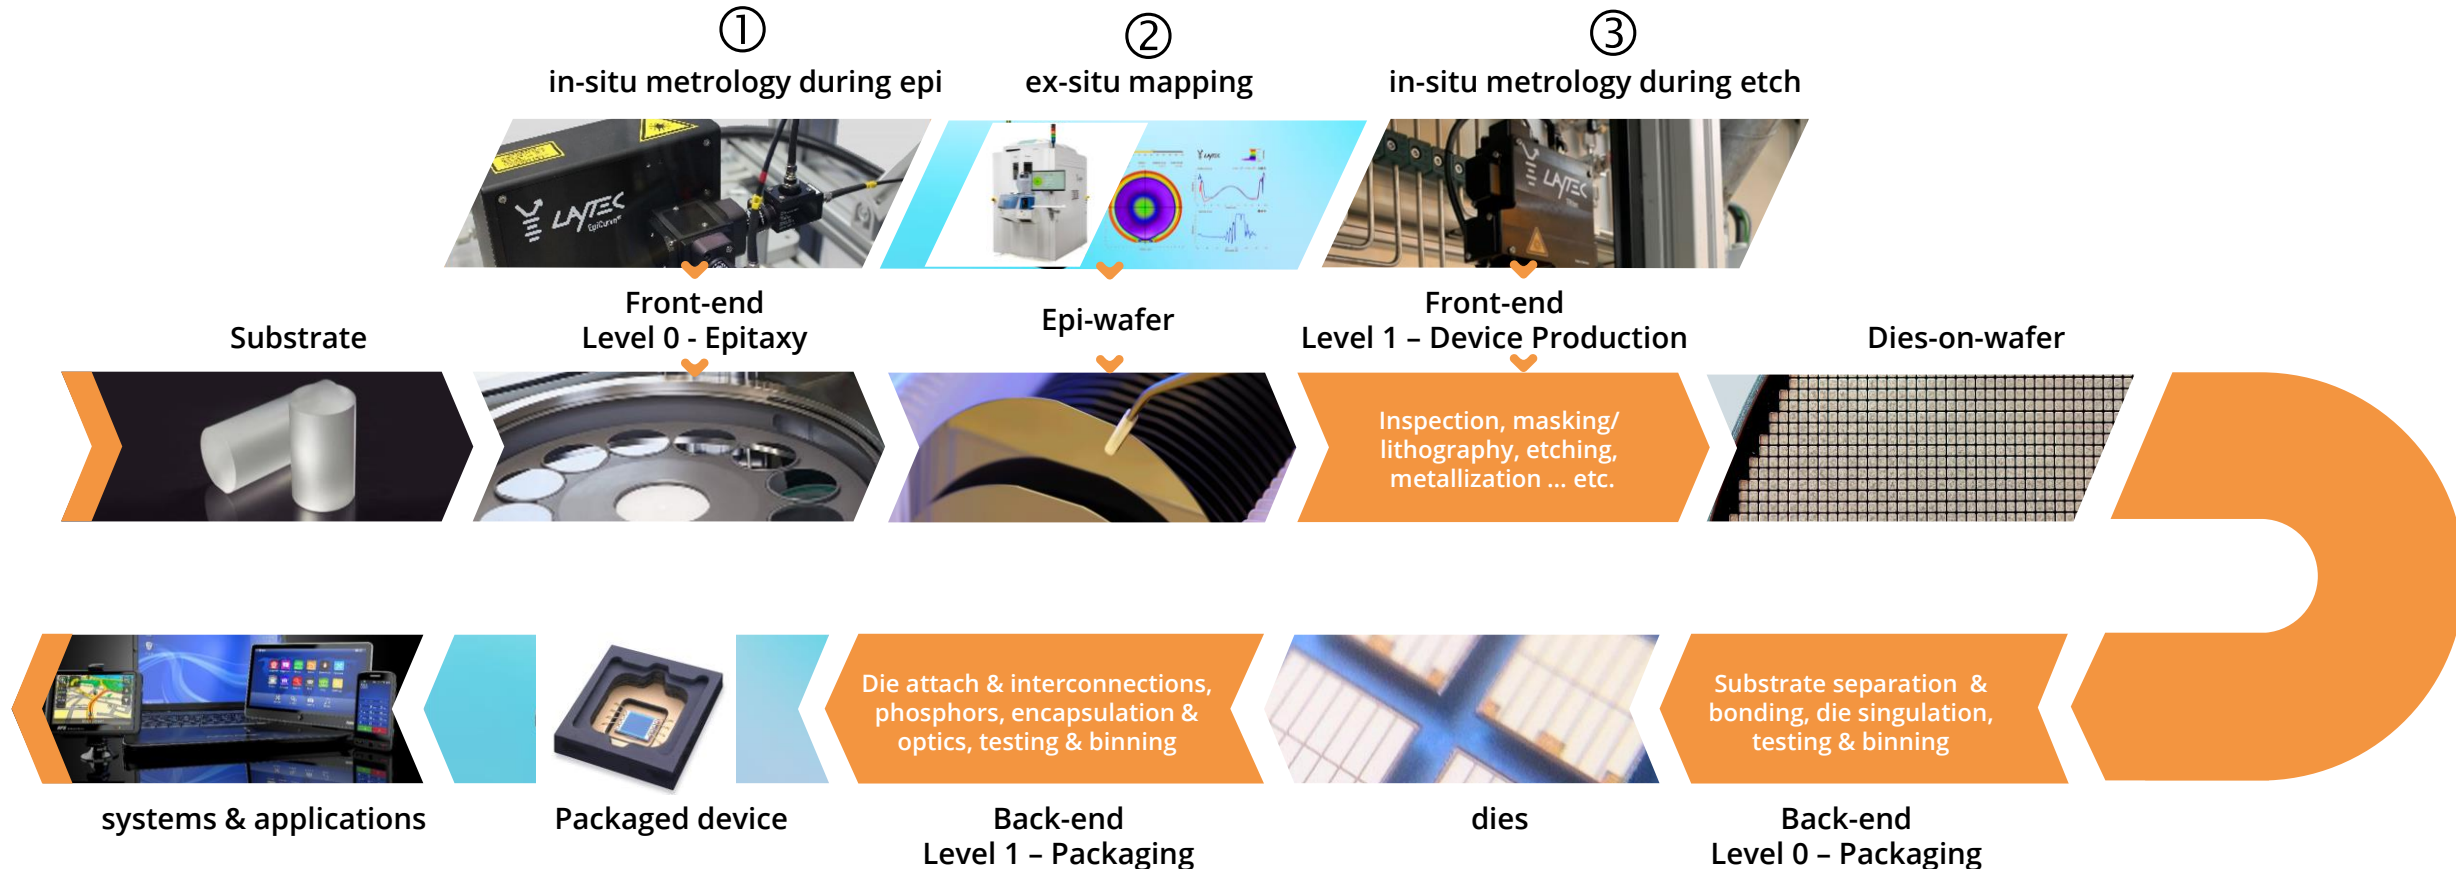 ①
②
③
in-situ metrology during epi
ex-situ mapping
in-situ metrology during etch
LAYTEC
EpiCurve
LAYTEC
LAYTEC
Substrate
Front-end
Level 0 - Epitaxy
Epi-wafer
Front-end
Level 1 – Device Production
Dies-on-wafer
Inspection, masking/
lithography, etching,
metallization ... etc.
Die attach & interconnections,
phosphors, encapsulation &
optics, testing & binning
Substrate separation &
bonding, die singulation,
testing & binning
systems & applications
Packaged device
Back-end
Level 1 – Packaging
dies
Back-end
Level 0 – Packaging